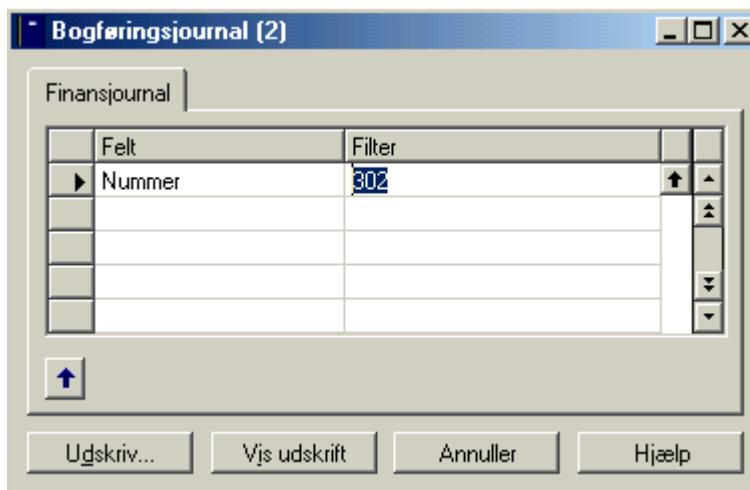 Bogføringsjournal (2)
Finansjournal
Felt Filter
Nummer 302
Udskriv... Vis udskrift Annuller Hjælp